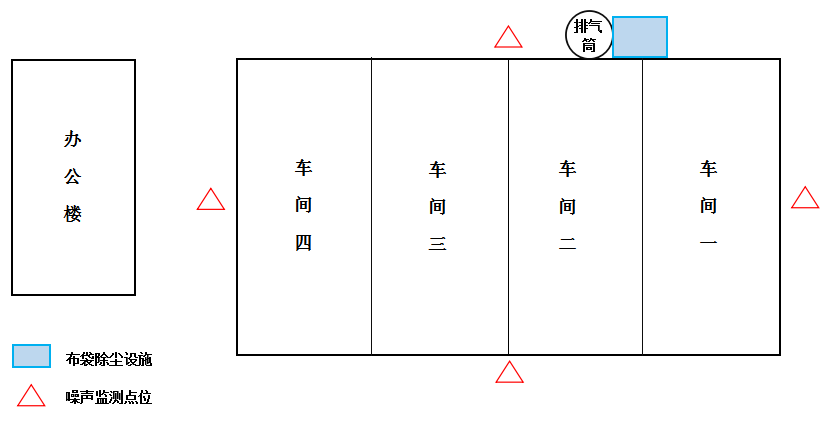 排气
筒
办
公
楼
车
间
四
车
间
三
车
间
二
车
间
一
布袋除尘设施
噪声监测点位